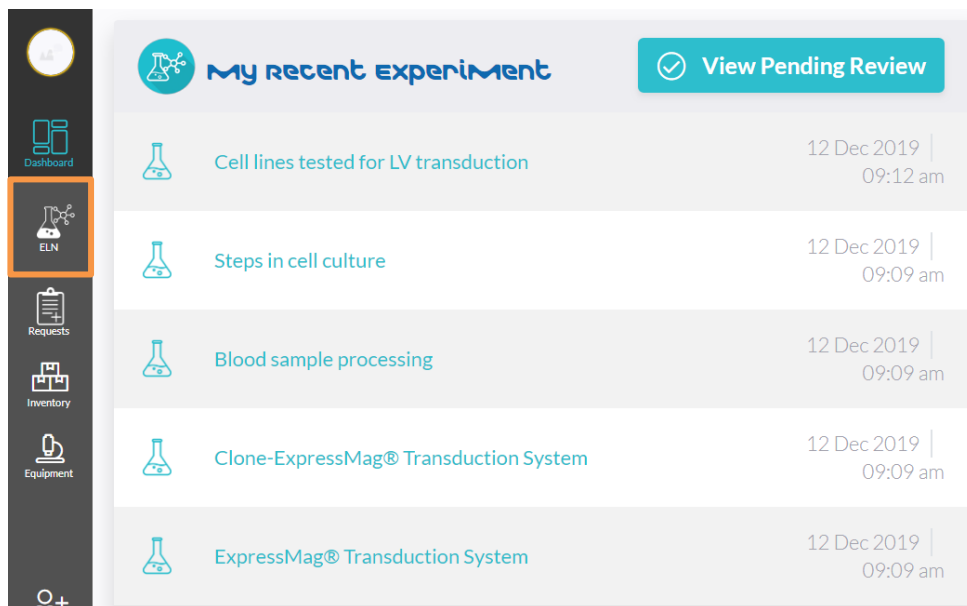 My Recent Experiment
View Pending Review
Dashboard
ELN
Requests
Inventory
Equipment
Cell lines tested for LV transduction
12 Dec 2019
09:12 am
Steps in cell culture
12 Dec 2019
09:09 am
Blood sample processing
12 Dec 2019
09:09 am
Clone-ExpressMag® Transduction System
12 Dec 2019
09:09 am
ExpressMag® Transduction System
12 Dec 2019
09:09 am